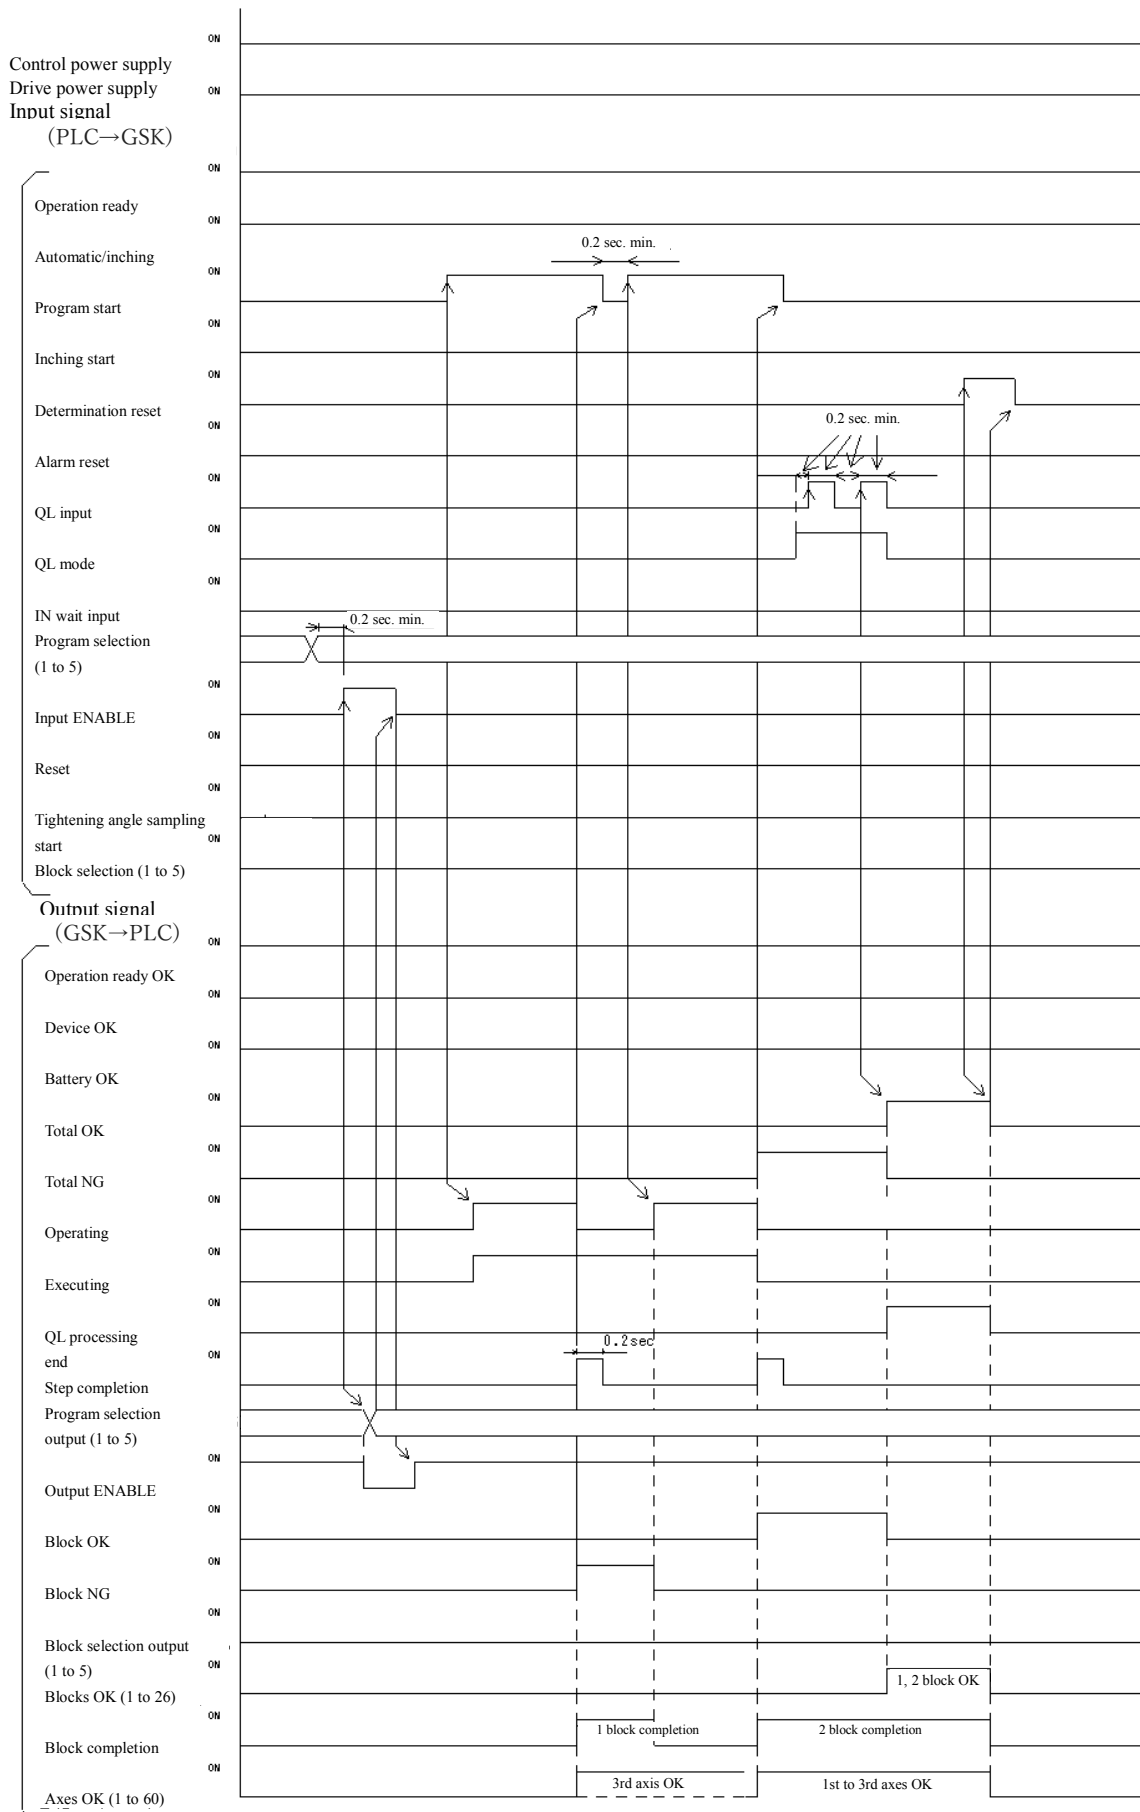 ON
Control power supply
Drive power supply
ON
Input signal
(PLC→GSK)
ON
Operation ready
ON
Automatic/inching
0.2 sec. min.
ON
Program start
ON
Inching start
ON
Determination reset
0.2 sec. min.
ON
Alarm reset
ON
QL input
ON
QL mode
ON
IN wait input
0.2 sec. min.
Program selection
(1 to 5)
ON
Input ENABLE
ON
Reset
ON
Tightening angle sampling
start
ON
Block selection (1 to 5)
Output signal
(GSK→PLC)
ON
Operation ready OK
ON
Device OK
ON
Battery OK
ON
Total OK
ON
Total NG
ON
Operating
ON
Executing
ON
QL processing
end
0.2sec
ON
Step completion
Program selection
output (1 to 5)
ON
Output ENABLE
ON
Block OK
ON
Block NG
ON
Block selection output
(1 to 5)
ON
1, 2 block OK
Blocks OK (1 to 26)
ON
1 block completion
2 block completion
Block completion
ON
3rd axis OK
1st to 3rd axes OK
Axes OK (1 to 60)